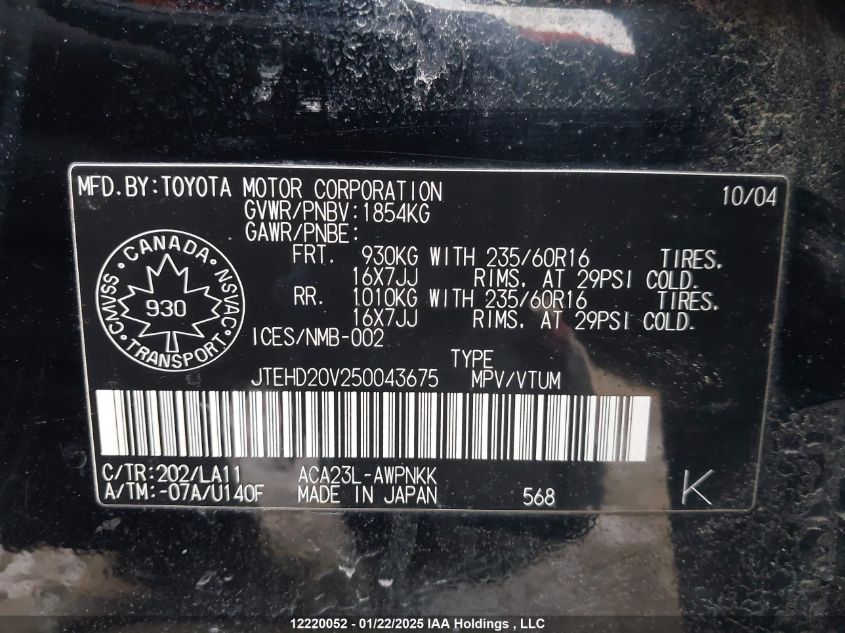 MFD.BY:TOYOTA MOTOR CORPORATION 10/04
GVWR/PNBV:1854KG
GAWR/PNBE:
FRT. 930KG WITH 235/60R16 TIRES,
16X7JJ RIMS, AT 29PSI COLD.
RR. 1010KG WITH 235/60R16 TIRES,
16X7JJ RIMS, AT 29PSI COLD.
CANADA
NSVAC
TRANSPORT
CMVSS
930
ICES/NMB-002
TYPE
JTEHD20V250043675 MPV/VTUM
C/TR:202/LA11 ACA23L-AWPNKK
A/TM:-07A/U140F MADE IN JAPAN 568 K
12220052 - 01/22/2025 IAA Holdings , LLC